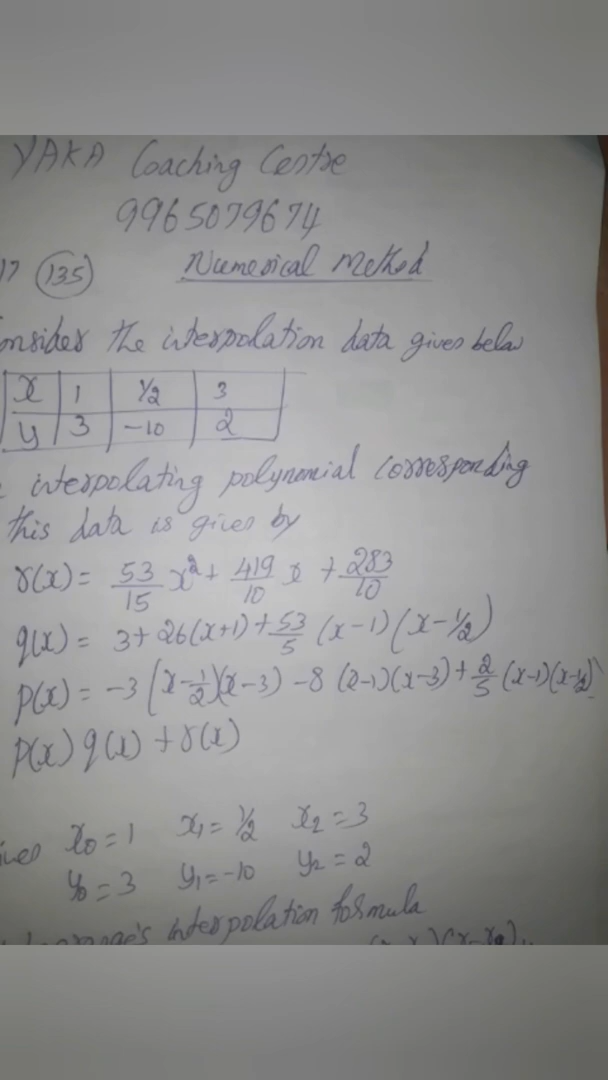 YAKA Coaching Centre
9965079674
17 (135) Numerical Method
onsider the interpolation data given below
x 1 1/2 3
y 3 -10 2
interpolating polynomial corresponding
this data is given by
r(x) = 53/15 x² + 419/10 x + 283/10
q(x) = 3 + 26(x+1) + 53/5 (x-1)(x-1/2)
p(x) = -3 (x-1/2)(x-3) -8 (x-1)(x-3) + 2/5 (x-1)(x-1/2)
p(x) q(x) + r(x)
x₀ = 1 x₁ = 1/2 x₂ = 3
y₀ = 3 y₁ = -10 y₂ = 2
interpolation formula